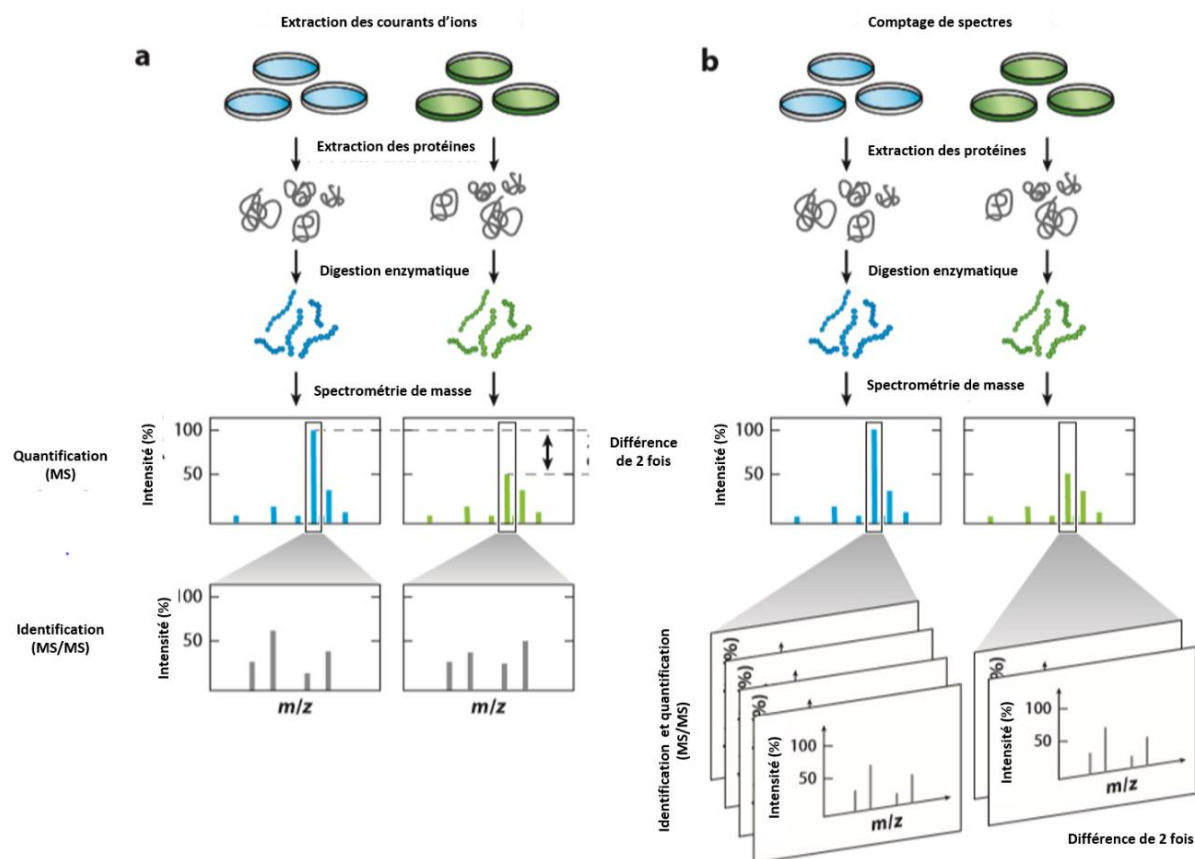 Extraction des courants d'ions
Comptage de spectres
a
b
Extraction des protéines
Extraction des protéines
Digestion enzymatique
Digestion enzymatique
Spectrométrie de masse
Spectrométrie de masse
Quantification
(MS)
Intensité (%)
100
50
Différence
de 2 fois
Intensité (%)
100
50
Identification
(MS/MS)
Intensité (%)
100
50
m/z
m/z
Identification et quantification
(MS/MS)
%)
%)
%)
Intensité (%)
100
50
m/z
%)
Intensité (%)
100
50
m/z
Différence de 2 fois